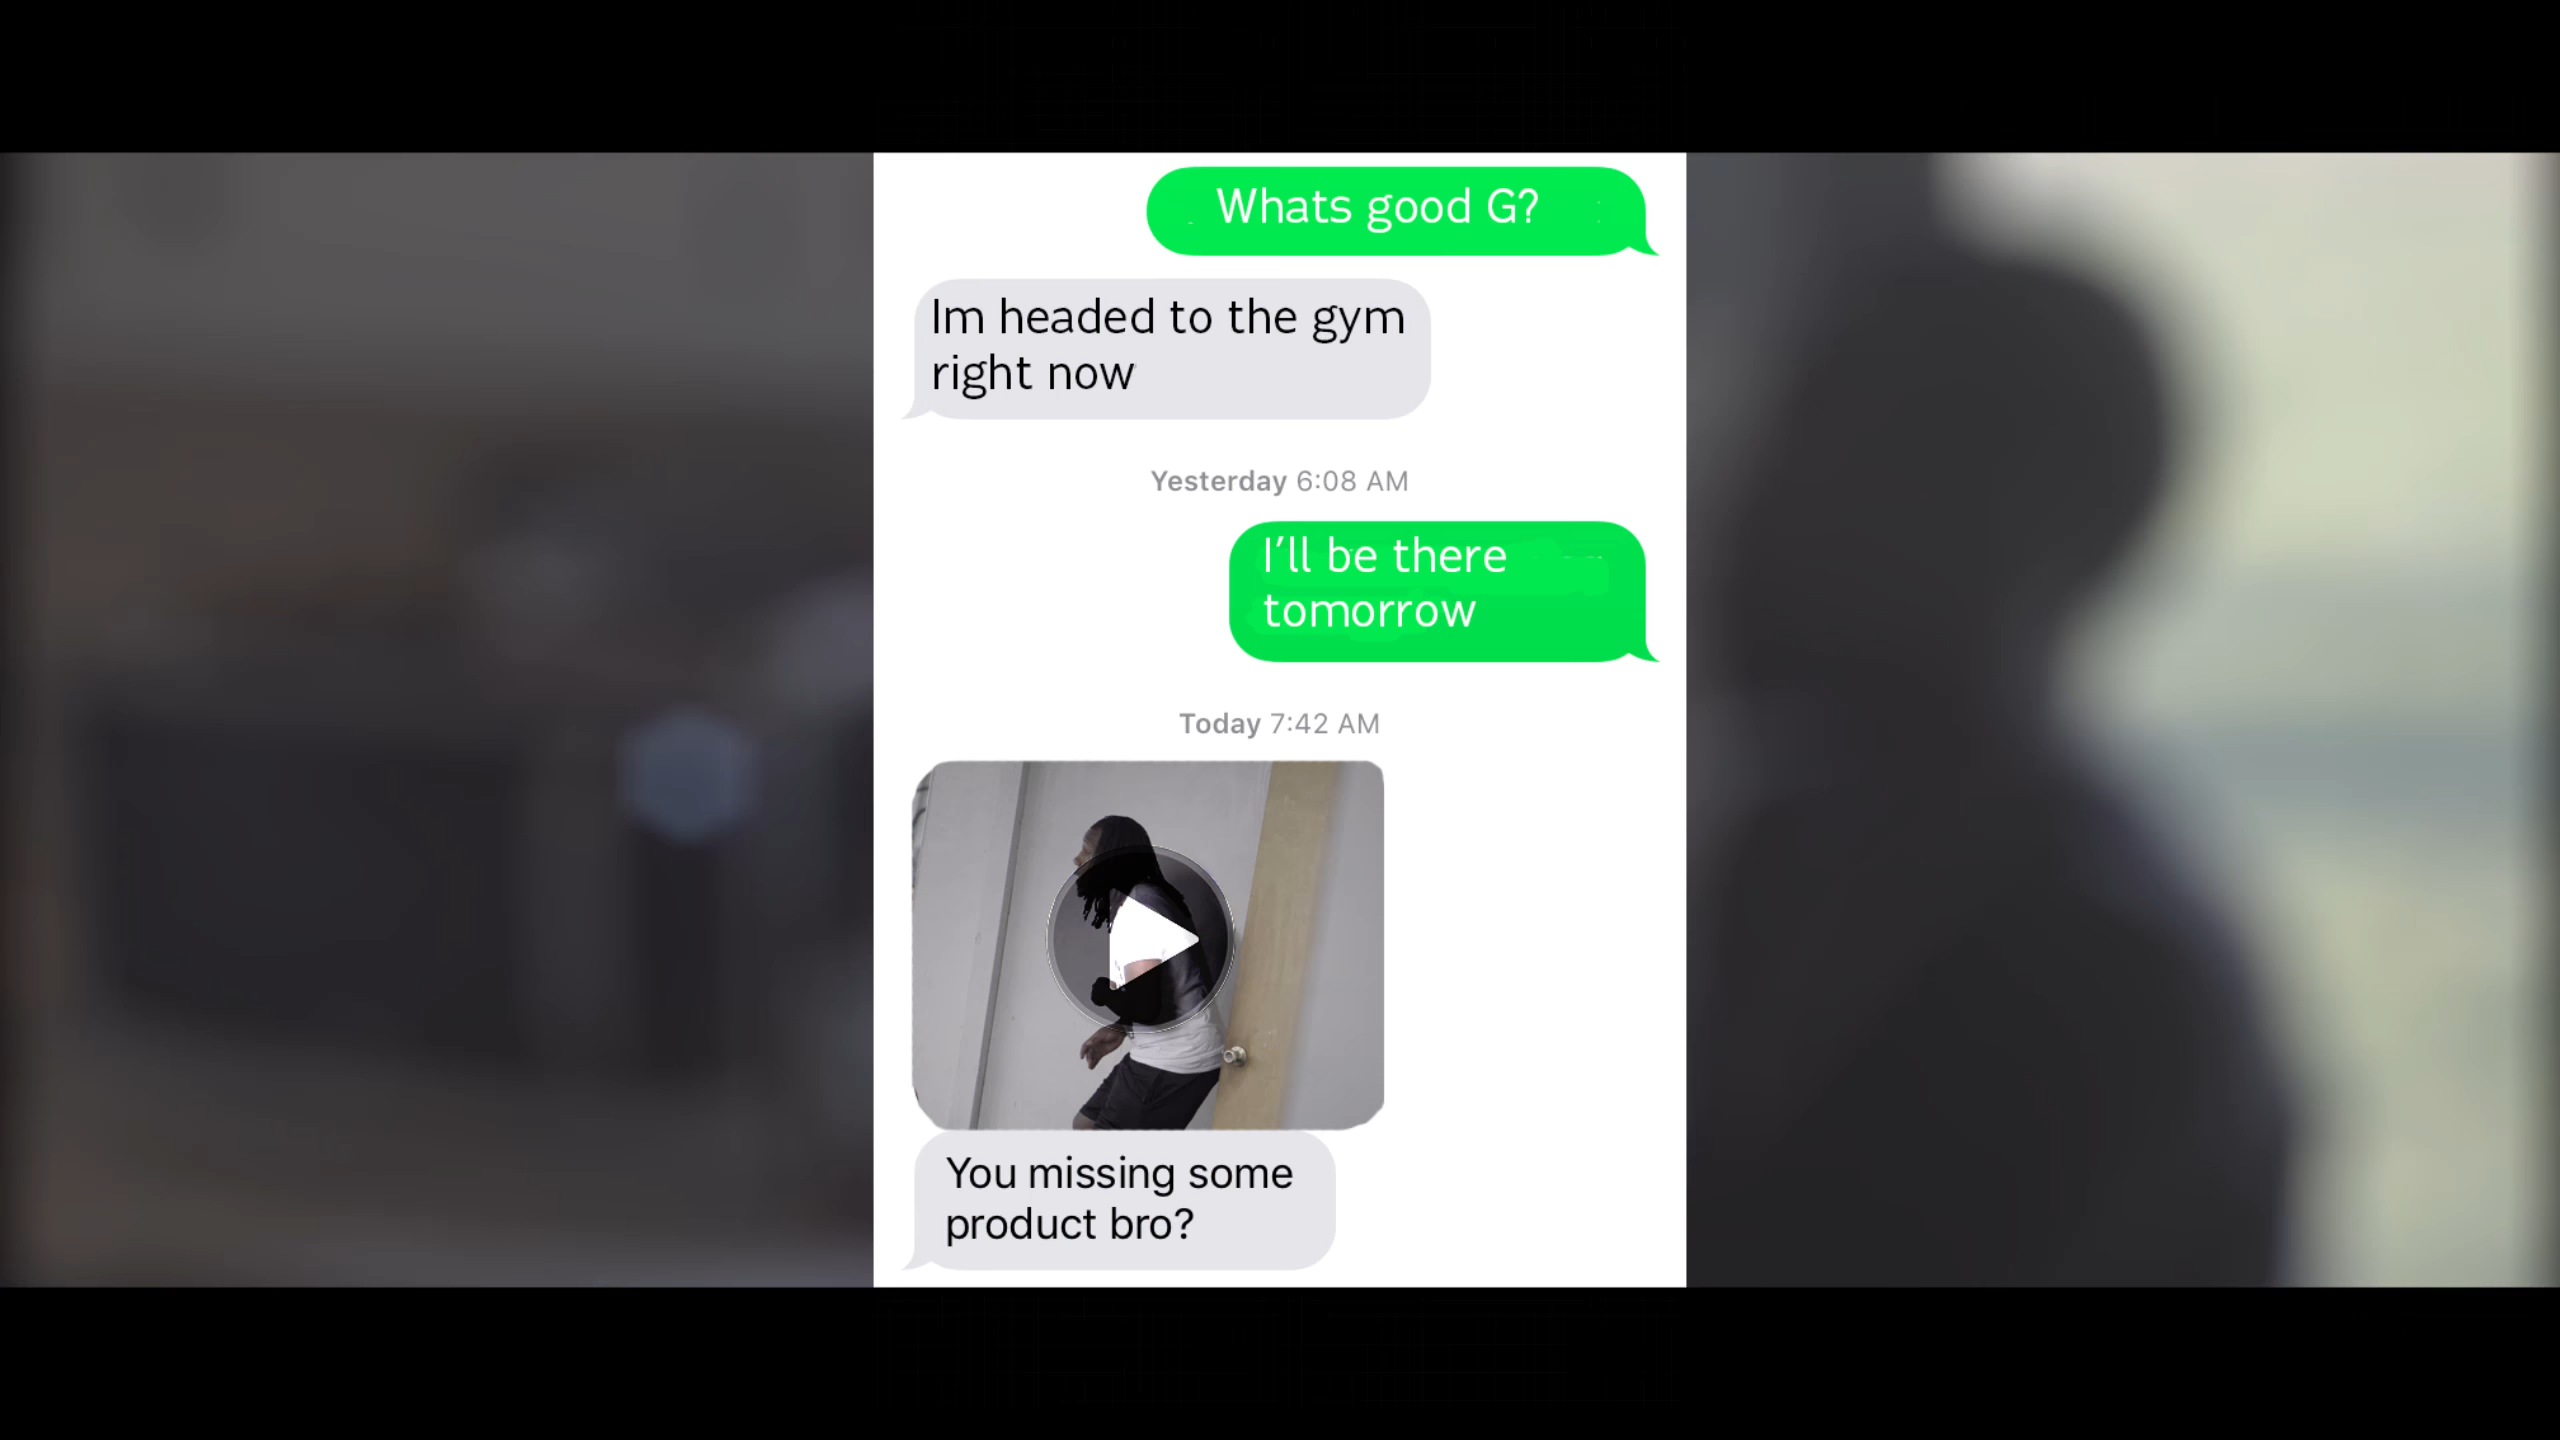 Whats good G?
Im headed to the gym
right now
Yesterday 6:08 AM
I’ll be there
tomorrow
Today 7:42 AM
You missing some
product bro?